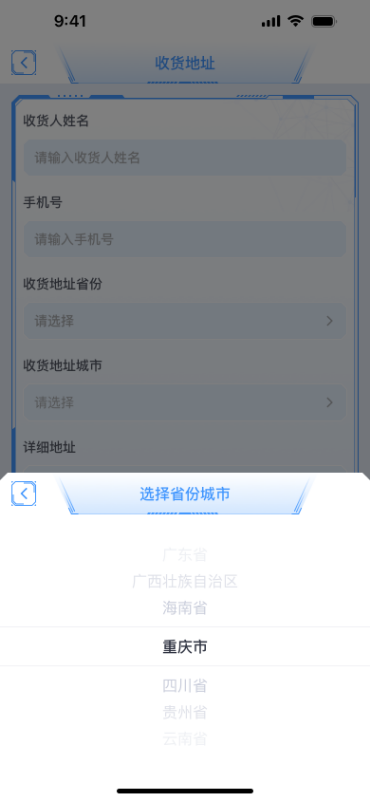 9:41
收货地址
收货人姓名
请输入收货人姓名
手机号
请输入手机号
收货地址省份
请选择
收货地址城市
请选择
详细地址
选择省份城市
广东省
广西壮族自治区
海南省
重庆市
四川省
贵州省
云南省